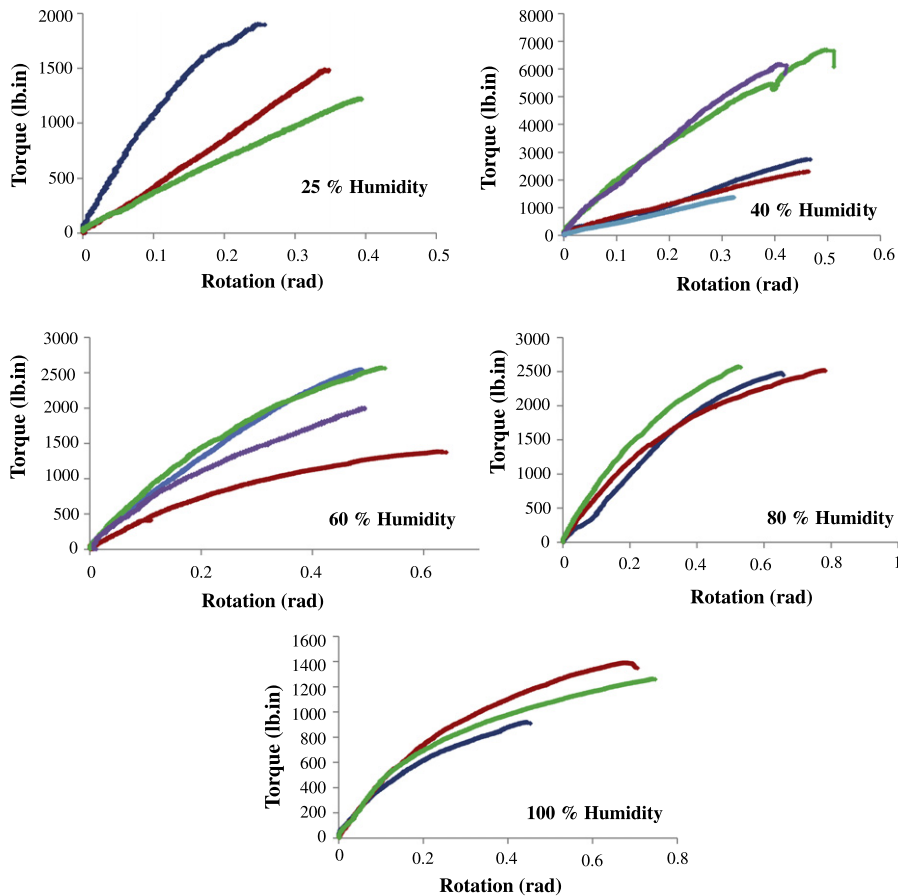 2000
1500
1000
500
0
Torque (lb.in)
25 % Humidity
0 0.1 0.2 0.3 0.4 0.5
Rotation (rad)
8000
7000
6000
5000
4000
3000
2000
1000
0
Torque (lb.in)
40 % Humidity
0 0.1 0.2 0.3 0.4 0.5 0.6
Rotation (rad)
3000
2500
2000
1500
1000
500
0
Torque (lb.in)
60 % Humidity
0 0.2 0.4 0.6
Rotation (rad)
3000
2500
2000
1500
1000
500
0
Torque (lb.in)
80 % Humidity
0 0.2 0.4 0.6 0.8 1
Rotation (rad)
1600
1400
1200
1000
800
600
400
200
0
Torque (lb.in)
100 % Humidity
0 0.2 0.4 0.6 0.8
Rotation (rad)